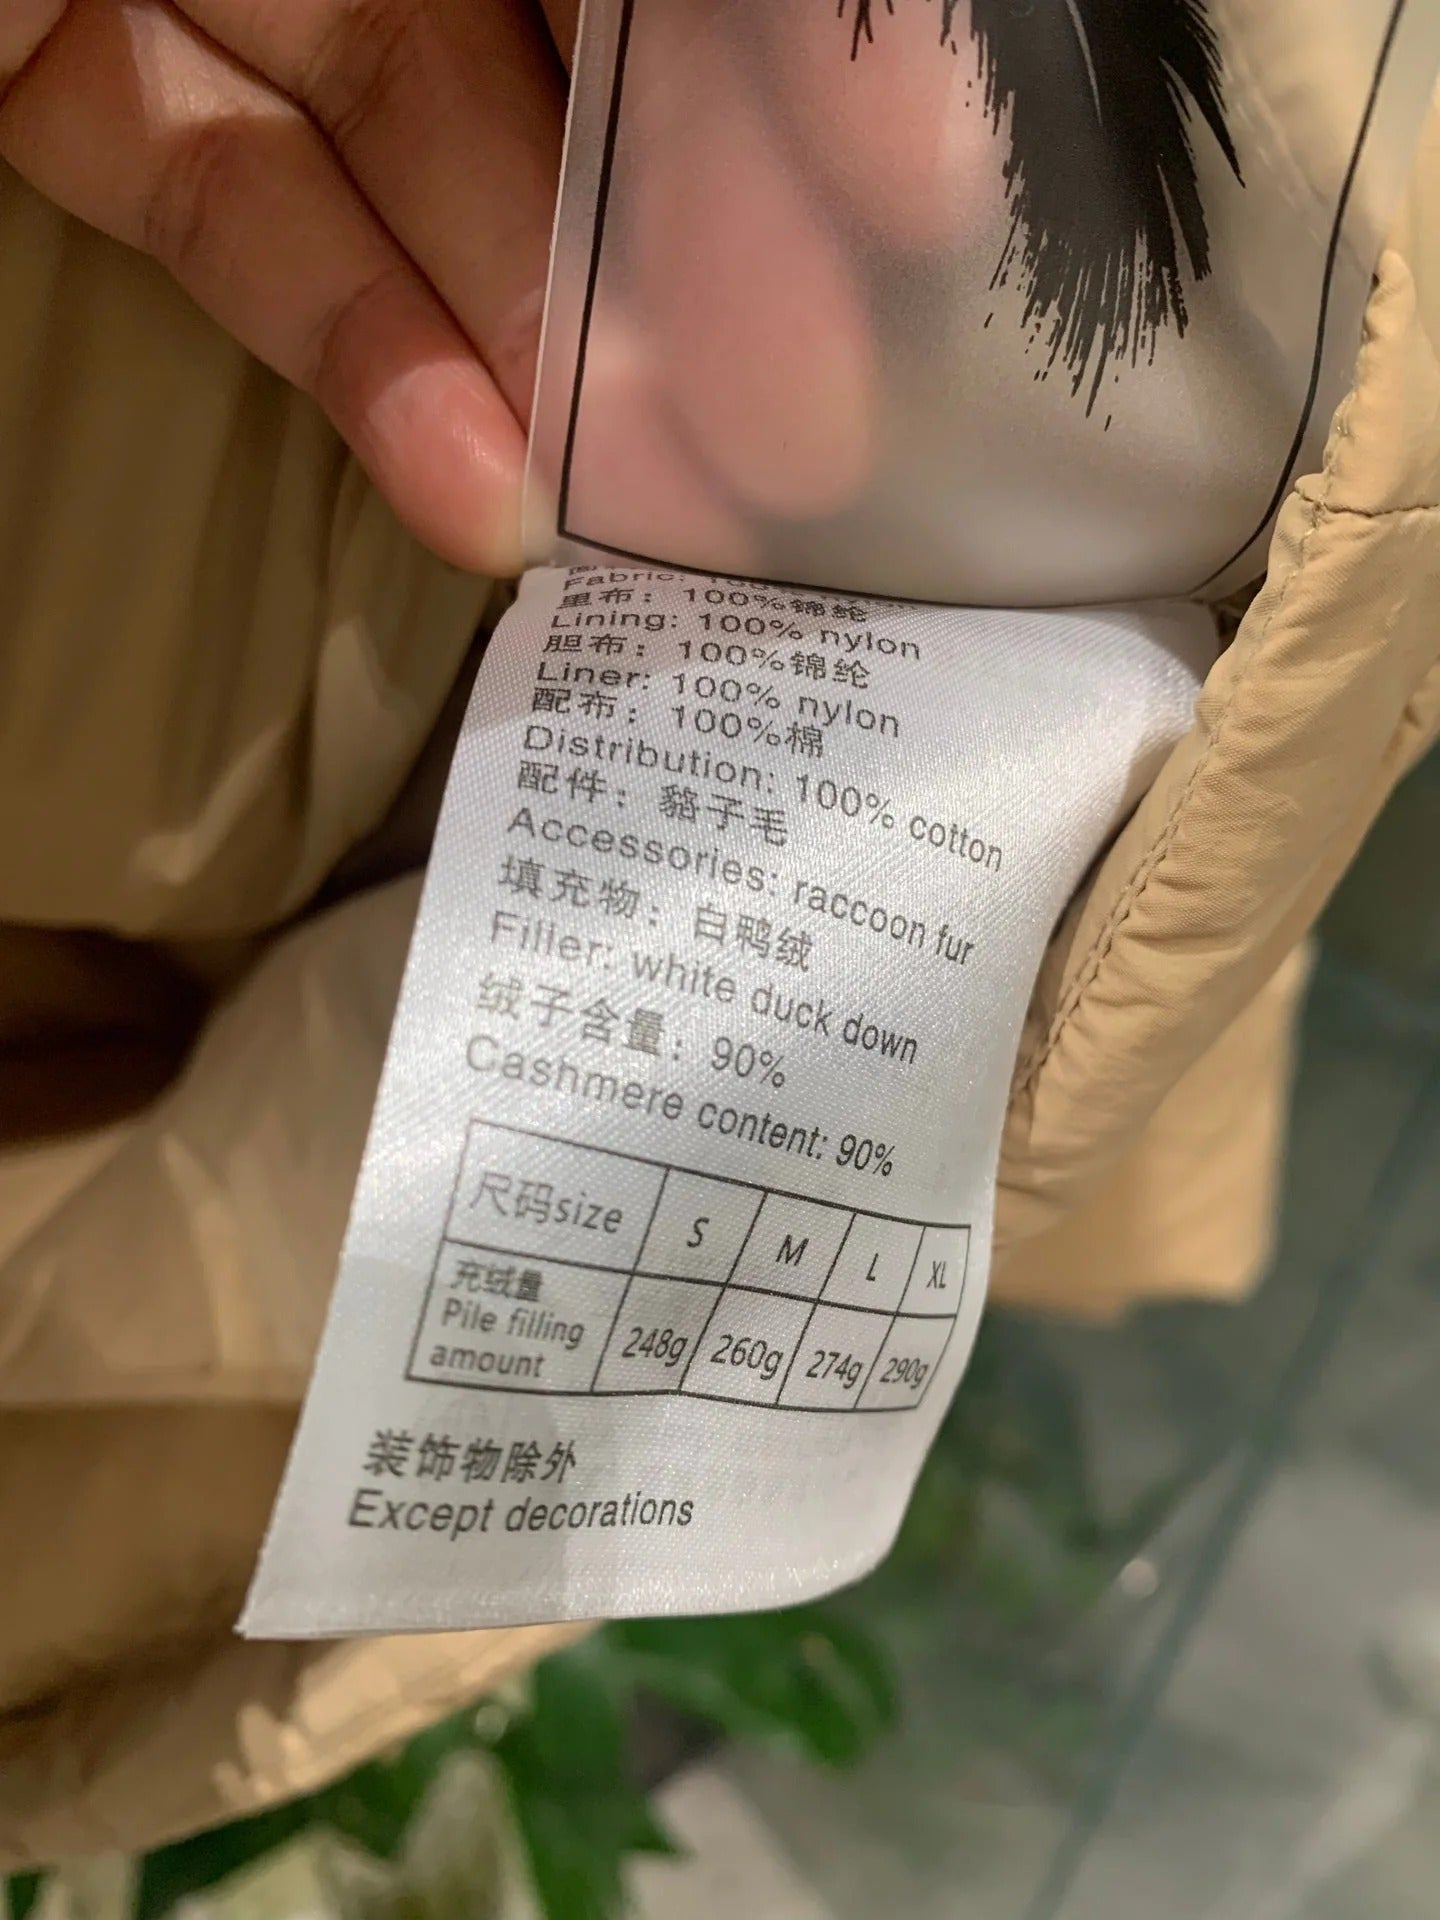 Fabric: 100%
里布：100%锦纶
Lining: 100% nylon
胆布：100%锦纶
Liner: 100% nylon
配布：100%棉
Distribution: 100% cotton
配件：貉子毛
Accessories: raccoon fur
填充物：白鸭绒
Filler: white duck down
绒子含量：90%
Cashmere content: 90%
尺码size S M L XL
充绒量
Pile filling
amount 248g 260g 274g 290g
装饰物除外
Except decorations